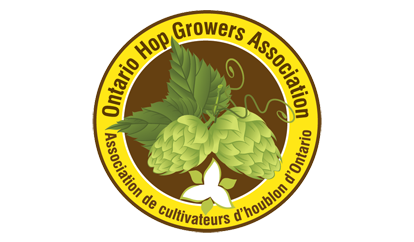 Ontario Hop Growers Association
Association de cultivateurs d'houblon d'Ontario